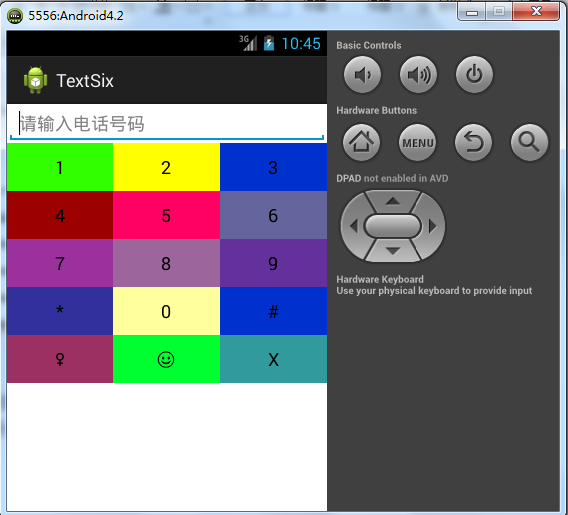 5556:Android4.2
3G 10:45
TextSix
请输入电话号码
1 2 3
4 5 6
7 8 9
* 0 #
♀ ☺ X
Basic Controls
Hardware Buttons
MENU
DPAD not enabled in AVD
Hardware Keyboard
Use your physical keyboard to provide input